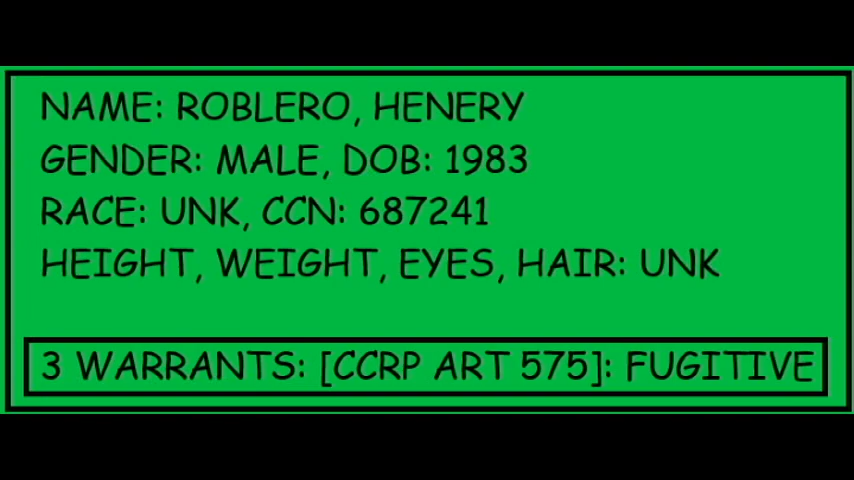 NAME: ROBLERO, HENERY
GENDER: MALE, DOB: 1983
RACE: UNK, CCN: 687241
HEIGHT, WEIGHT, EYES, HAIR: UNK
3 WARRANTS: [CCRP ART 575]: FUGITIVE